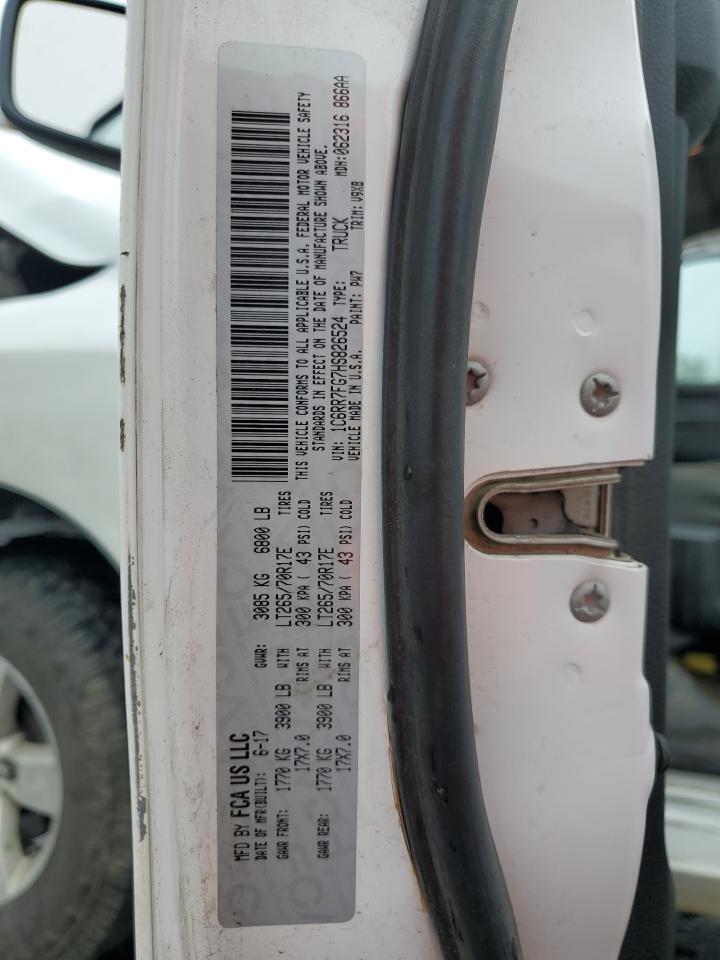 MFD BY FCA US LLC
DATE OF MFR(BUILT): 6-17 GVWR: 3085 KG 6800 LB
GAWR FRONT: 1770 KG 3900 LB WITH LT265/70R17E TIRES
17X7.0 RIMS AT 300 KPA ( 43 PSI) COLD
GAWR REAR: 1770 KG 3900 LB WITH LT265/70R17E TIRES
17X7.0 RIMS AT 300 KPA ( 43 PSI) COLD
THIS VEHICLE CONFORMS TO ALL APPLICABLE U.S.A. FEDERAL MOTOR VEHICLE SAFETY
STANDARDS IN EFFECT ON THE DATE OF MANUFACTURE SHOWN ABOVE.
VIN: 1C6RR7FG7HS826524 TYPE: TRUCK MDH:062316 866AA
VEHICLE MADE IN U.S.A. PAINT: PW7 TRIM: V9X8